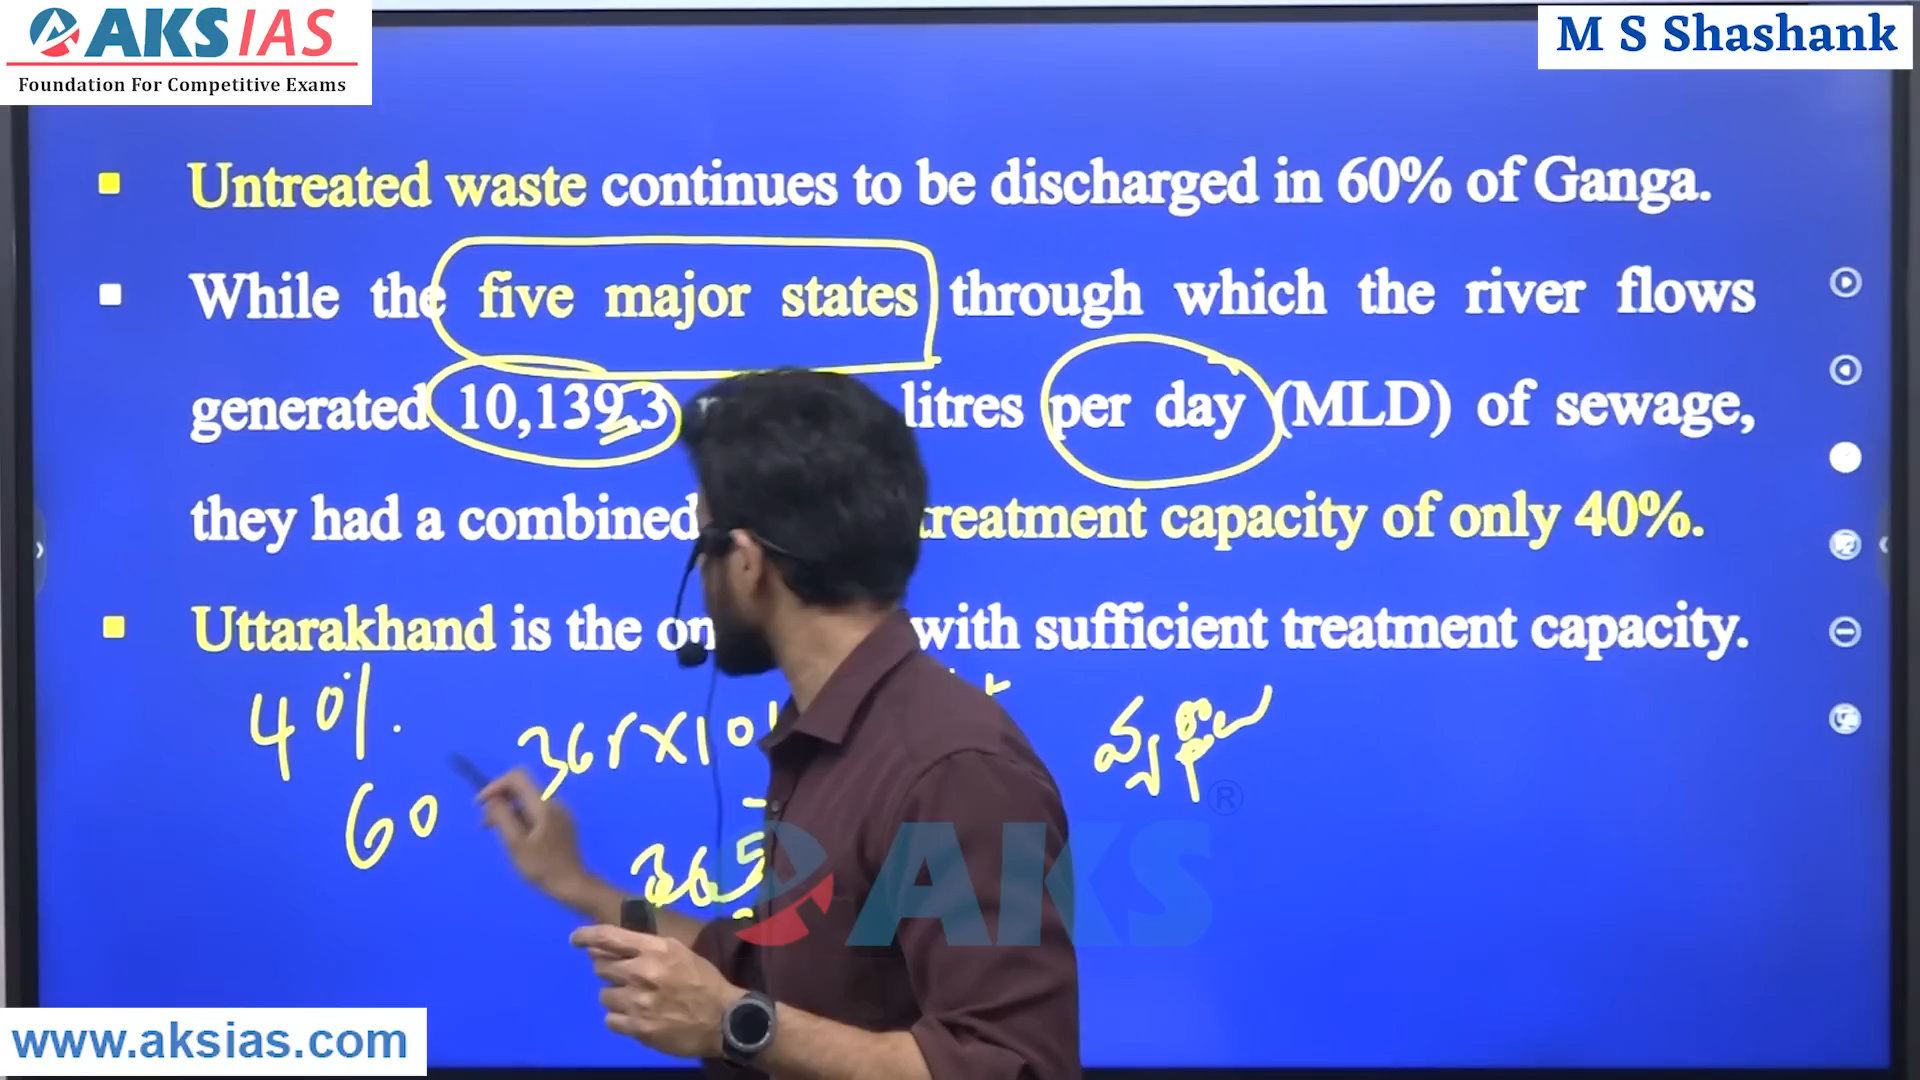 AKS IAS
Foundation For Competitive Exams
M S Shashank
Untreated waste continues to be discharged in 60% of Ganga.
While the five major states through which the river flows
generated 10,139.3 litres per day (MLD) of sewage,
they had a combined treatment capacity of only 40%.
Uttarakhand is the with sufficient treatment capacity.
40%.
365x10
60
365
AKS
®
www.aksias.com